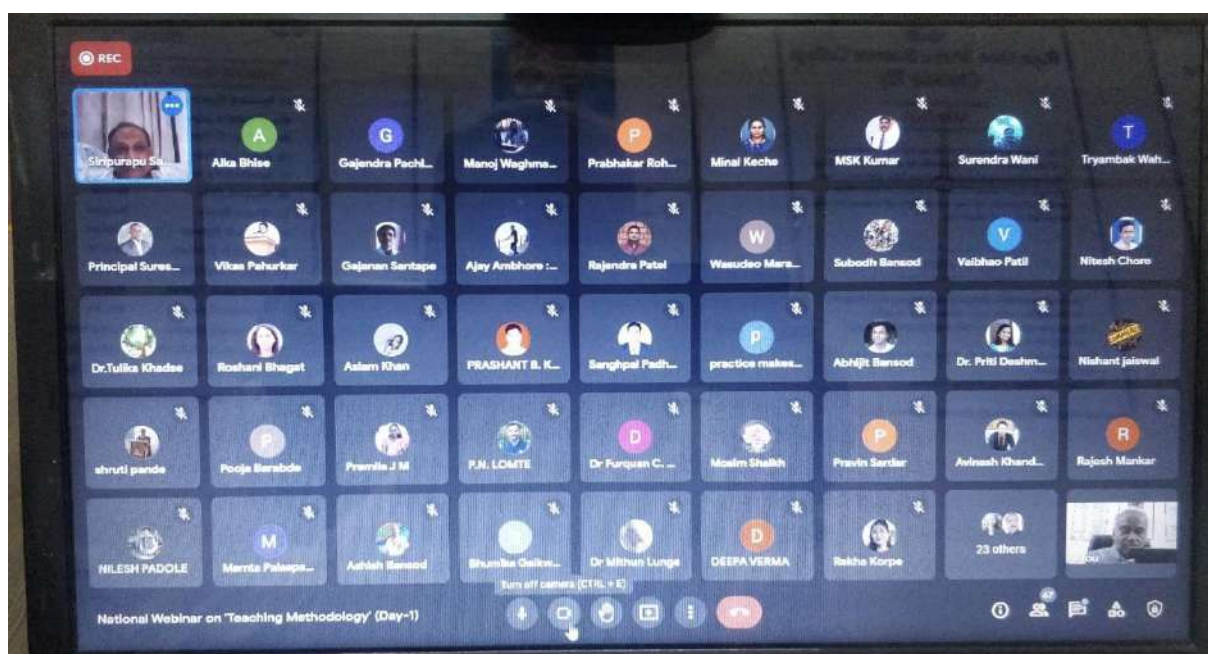 REC
Siripurapu Sa...
A
Alka Bhise
G
Gajendra Pachl...
Manoj Waghma...
P
Prabhakar Roh...
Minal Keche
MSK Kumar
Surendra Wani
T
Tryambak Wah...
Principal Sures...
Vikas Pahurkar
Gajanan Santape
Ajay Ambhore :...
Rajendra Patel
W
Wasudeo Mara...
Subodh Bansod
V
Vaibhao Patil
Nitesh Chore
Dr.Tulika Khadse
Roshani Bhagat
Aslam Khan
PRASHANT B. K...
Sanghpal Padh...
p
practice makes...
Abhijit Bansod
Dr. Priti Deshm...
Nishant jaiswal
shruti pande
P
Pooja Barabde
Premila J M
P.N. LOMTE
D
Dr Furquan C. ...
Mosim Shaikh
P
Pravin Sardar
Avinash Khand...
R
Rajesh Mankar
NILESH PADOLE
M
Mamta Palaspa...
Ashish Bansod
Bhumika Gaikw...
Dr Mithun Lunge
D
DEEPA VERMA
Rekha Korpe
23 others
Turn off camera (CTRL + E)
National Webinar on 'Teaching Methodology' (Day-1)
67